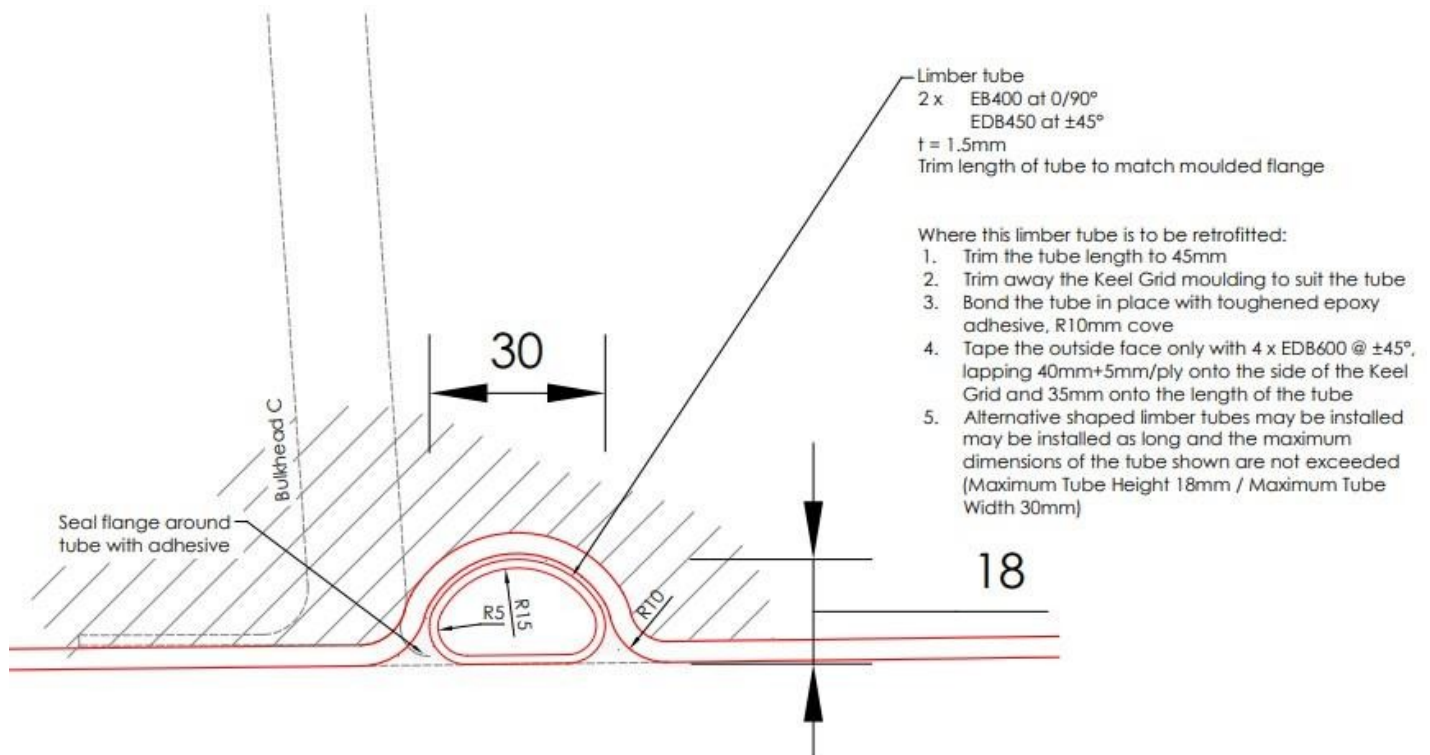 Limber tube
2 x EB400 at 0/90°
EDB450 at ±45°
t = 1.5mm
Trim length of tube to match moulded flange
Where this limber tube is to be retrofitted:
1. Trim the tube length to 45mm
2. Trim away the Keel Grid moulding to suit the tube
3. Bond the tube in place with toughened epoxy
adhesive, R10mm cove
4. Tape the outside face only with 4 x EDB600 @ ±45°,
lapping 40mm+5mm/ply onto the side of the Keel
Grid and 35mm onto the length of the tube
5. Alternative shaped limber tubes may be installed
may be installed as long and the maximum
dimensions of the tube shown are not exceeded
(Maximum Tube Height 18mm / Maximum Tube
Width 30mm)
30
Bulkhead C
Seal flange around
tube with adhesive
18
R5
R15
R10